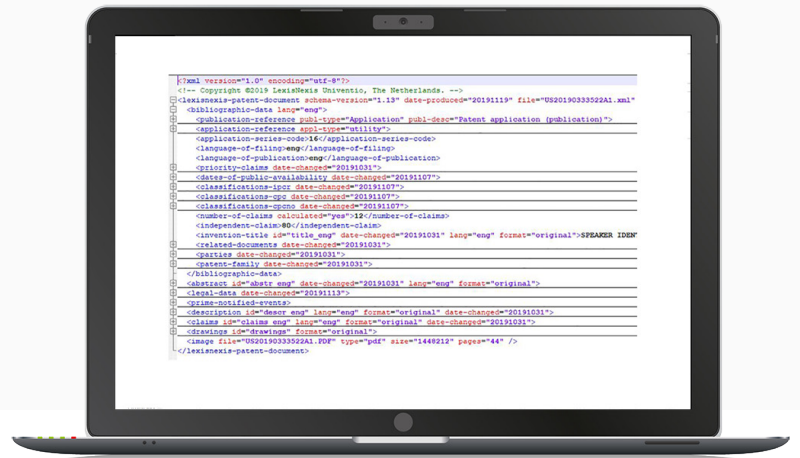 <?xml version="1.0" encoding="utf-8"?>
<!-- Copyright ©2019 LexisNexis Univentio, The Netherlands. -->
<lexisnexis-patent-document schema-version="1.13" date-produced="20191119" file="US20190333522A1.xml"
<bibliographic-data lang="eng">
<publication-reference publ-type="Application" publ-desc="Patent application (publication)">
<application-reference appl-type="utility">
<application-series-code>16</application-series-code>
<language-of-filing>eng</language-of-filing>
<language-of-publication>eng</language-of-publication>
<priority-claims date-changed="20191031">
<dates-of-public-availability date-changed="20191107">
<classifications-ipcr date-changed="20191107">
<classifications-cpc date-changed="20191107">
<classifications-cpcno date-changed="20191107">
<number-of-claims calculated="yes">12</number-of-claims>
<independent-claim>80</independent-claim>
<invention-title id="title_eng" date-changed="20191031" lang="eng" format="original">SPEAKER IDENT
<related-documents date-changed="20191031">
<parties date-changed="20191031">
<patent-family date-changed="20191031">
</bibliographic-data>
<abstract id="abstr_eng" date-changed="20191031" lang="eng" format="original">
<legal-data date-changed="20191113">
<prime-notified-events>
<description id="descr_eng" lang="eng" format="original" date-changed="20191031">
<claims id="claims_eng" lang="eng" format="original" date-changed="20191031">
<drawings id="drawings" format="original">
<image file="US20190333522A1.PDF" type="pdf" size="1448212" pages="44" />
</lexisnexis-patent-document>